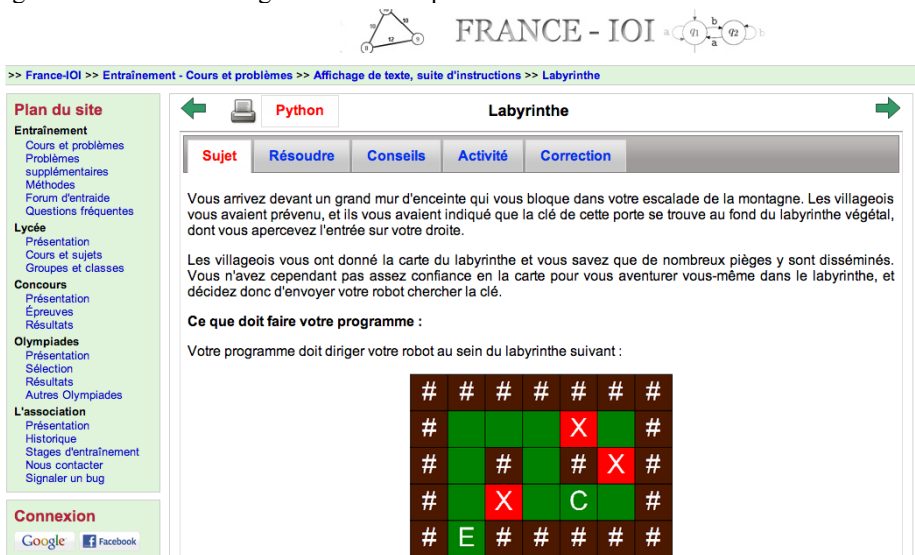 FRANCE - IOI
10
10
12
9
a
q1
b
a
q2
b
>> France-IOI >> Entraînement - Cours et problèmes >> Affichage de texte, suite d'instructions >> Labyrinthe
Plan du site
Entraînement
Cours et problèmes
Problèmes
supplémentaires
Méthodes
Forum d'entraide
Questions fréquentes
Lycée
Présentation
Cours et sujets
Groupes et classes
Concours
Présentation
Épreuves
Résultats
Olympiades
Présentation
Sélection
Résultats
Autres Olympiades
L'association
Présentation
Historique
Stages d'entraînement
Nous contacter
Signaler un bug
Connexion
Google Facebook
Python
Labyrinthe
Sujet Résoudre Conseils Activité Correction
Vous arrivez devant un grand mur d'enceinte qui vous bloque dans votre escalade de la montagne. Les villageois
vous avaient prévenu, et ils vous avaient indiqué que la clé de cette porte se trouve au fond du labyrinthe végétal,
dont vous apercevez l'entrée sur votre droite.
Les villageois vous ont donné la carte du labyrinthe et vous savez que de nombreux pièges y sont disséminés.
Vous n'avez cependant pas assez confiance en la carte pour vous aventurer vous-même dans le labyrinthe, et
décidez donc d'envoyer votre robot chercher la clé.
Ce que doit faire votre programme :
Votre programme doit diriger votre robot au sein du labyrinthe suivant :
# # # # # # #
# X #
# # # X #
# X C #
# E # # # # #